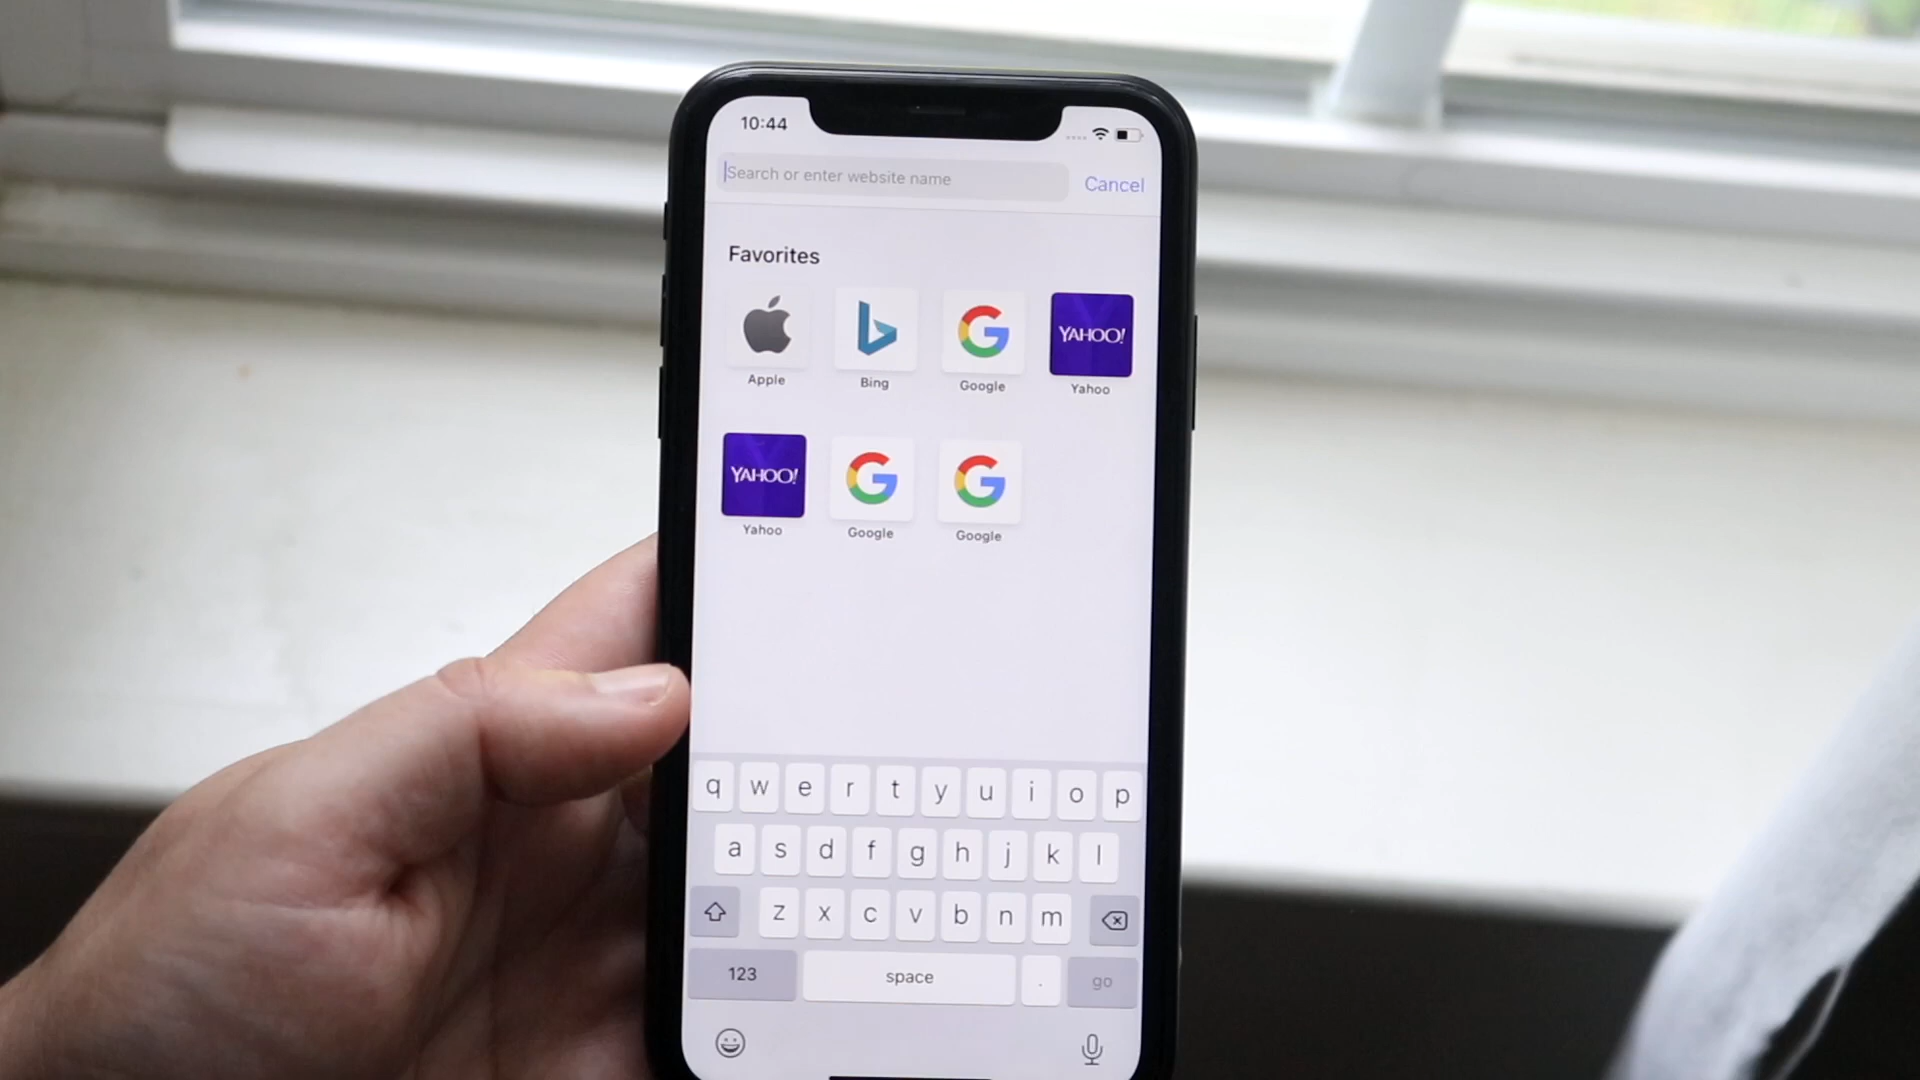 10:44
Search or enter website name Cancel
Favorites
YAHOO!
Apple Bing Google Yahoo
YAHOO!
Yahoo Google Google
q w e r t y u i o p
a s d f g h j k l
z x c v b n m
123 space . go